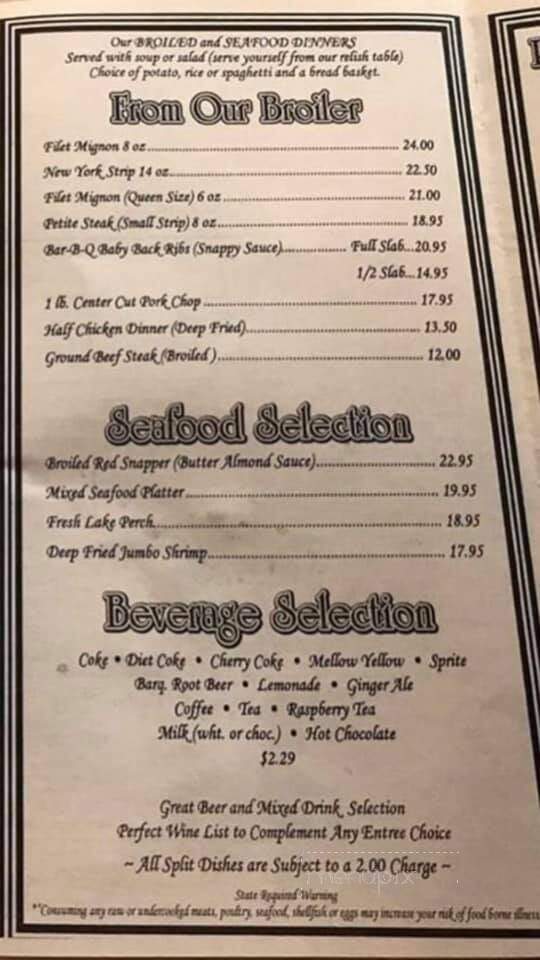 Our BROILED and SEAFOOD DINNERS
Served with soup or salad (serve yourself from our relish table)
Choice of potato, rice or spaghetti and a bread basket.
From Our Broiler
Filet Mignon 8 oz ........ 24.00
New York Strip 14 oz ........ 22.50
Filet Mignon (Queen Size) 6 oz ........ 21.00
Petite Steak (Small Strip) 8 oz ........ 18.95
Bar-B-Q Baby Back Ribs (Snappy Sauce) ........ Full Slab...20.95
1/2 Slab...14.95
1 lb. Center Cut Pork Chop ........ 17.95
Half Chicken Dinner (Deep Fried) ........ 13.50
Ground Beef Steak (Broiled) ........ 12.00
Seafood Selection
Broiled Red Snapper (Butter Almond Sauce) ........ 22.95
Mixed Seafood Platter ........ 19.95
Fresh Lake Perch ........ 18.95
Deep Fried Jumbo Shrimp ........ 17.95
Beverage Selection
Coke • Diet Coke • Cherry Coke • Mellow Yellow • Sprite
Barq. Root Beer • Lemonade • Ginger Ale
Coffee • Tea • Raspberry Tea
Milk (wht. or choc.) • Hot Chocolate
$2.29
Great Beer and Mixed Drink Selection
Perfect Wine List to Complement Any Entree Choice
~ All Split Dishes are Subject to a 2.00 Charge ~
menupix
State Required Warning
**Consuming any raw or undercooked meats, poultry, seafood, shellfish or eggs may increase your risk of food borne illness